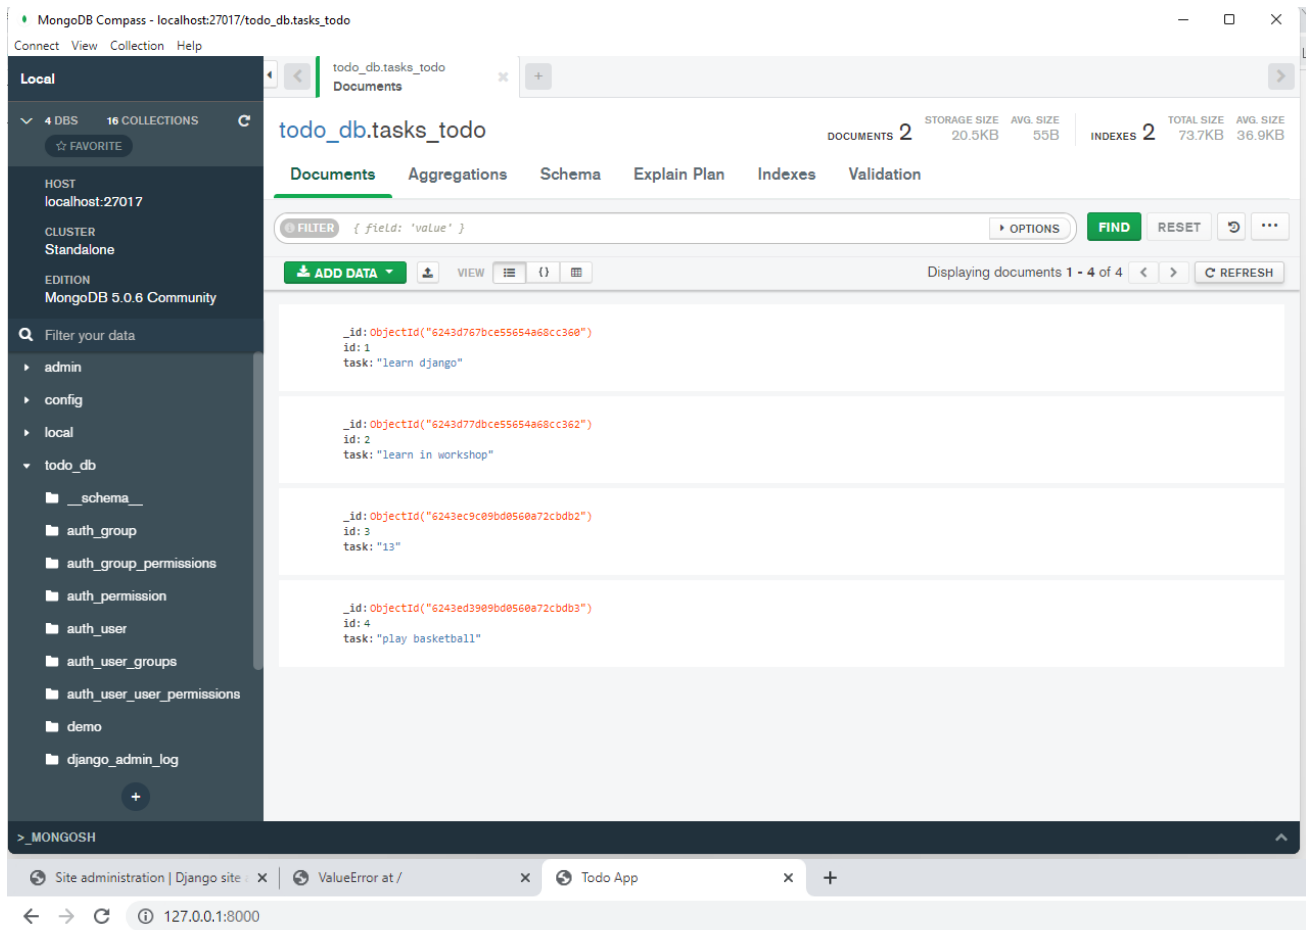 MongoDB Compass - localhost:27017/todo_db.tasks_todo
Connect View Collection Help
Local
4 DBS 16 COLLECTIONS
FAVORITE
HOST
localhost:27017
CLUSTER
Standalone
EDITION
MongoDB 5.0.6 Community
Filter your data
admin
config
local
todo_db
__schema__
auth_group
auth_group_permissions
auth_permission
auth_user
auth_user_groups
auth_user_user_permissions
demo
django_admin_log
+
todo_db.tasks_todo
Documents
+
todo_db.tasks_todo
DOCUMENTS 2 STORAGE SIZE 20.5KB AVG. SIZE 55B INDEXES 2 TOTAL SIZE 73.7KB AVG. SIZE 36.9KB
Documents Aggregations Schema Explain Plan Indexes Validation
FILTER { field: 'value' } OPTIONS FIND RESET
ADD DATA VIEW {} Displaying documents 1 - 4 of 4 REFRESH
_id: ObjectId("6243d767bce55654a68cc360")
id: 1
task: "learn django"
_id: ObjectId("6243d77dbce55654a68cc362")
id: 2
task: "learn in workshop"
_id: ObjectId("6243ec9c09bd0560a72cbdb2")
id: 3
task: "13"
_id: ObjectId("6243ed3909bd0560a72cbdb3")
id: 4
task: "play basketball"
>_MONGOSH
Site administration | Django site ValueError at / Todo App
127.0.0.1:8000